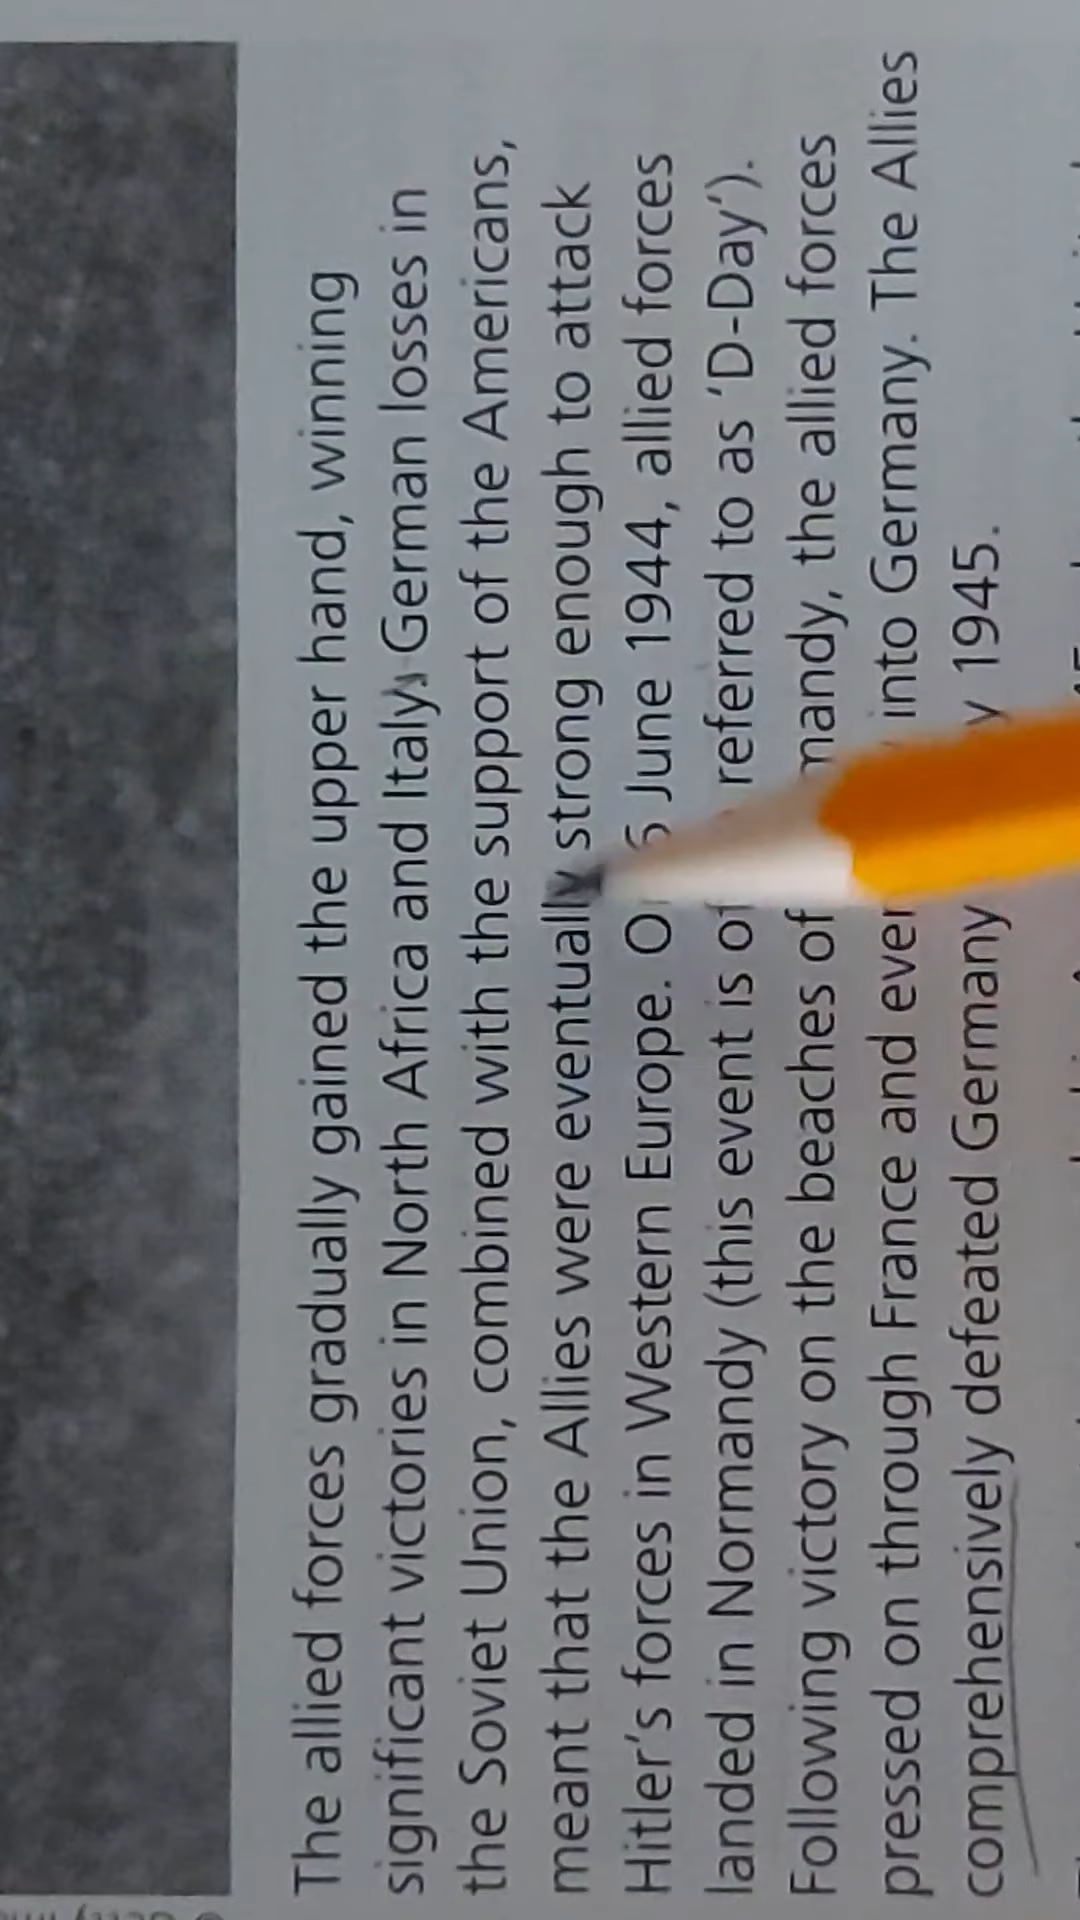 The allied forces gradually gained the upper hand, winning
significant victories in North Africa and Italy. German losses in
the Soviet Union, combined with the support of the Americans,
meant that the Allies were eventually strong enough to attack
Hitler's forces in Western Europe. 6 June 1944, allied forces
landed in Normandy (this event is referred to as ‘D-Day’).
Following victory on the beaches of the allied forces
pressed on through France and into Germany. The Allies
comprehensively defeated Germany 1945.